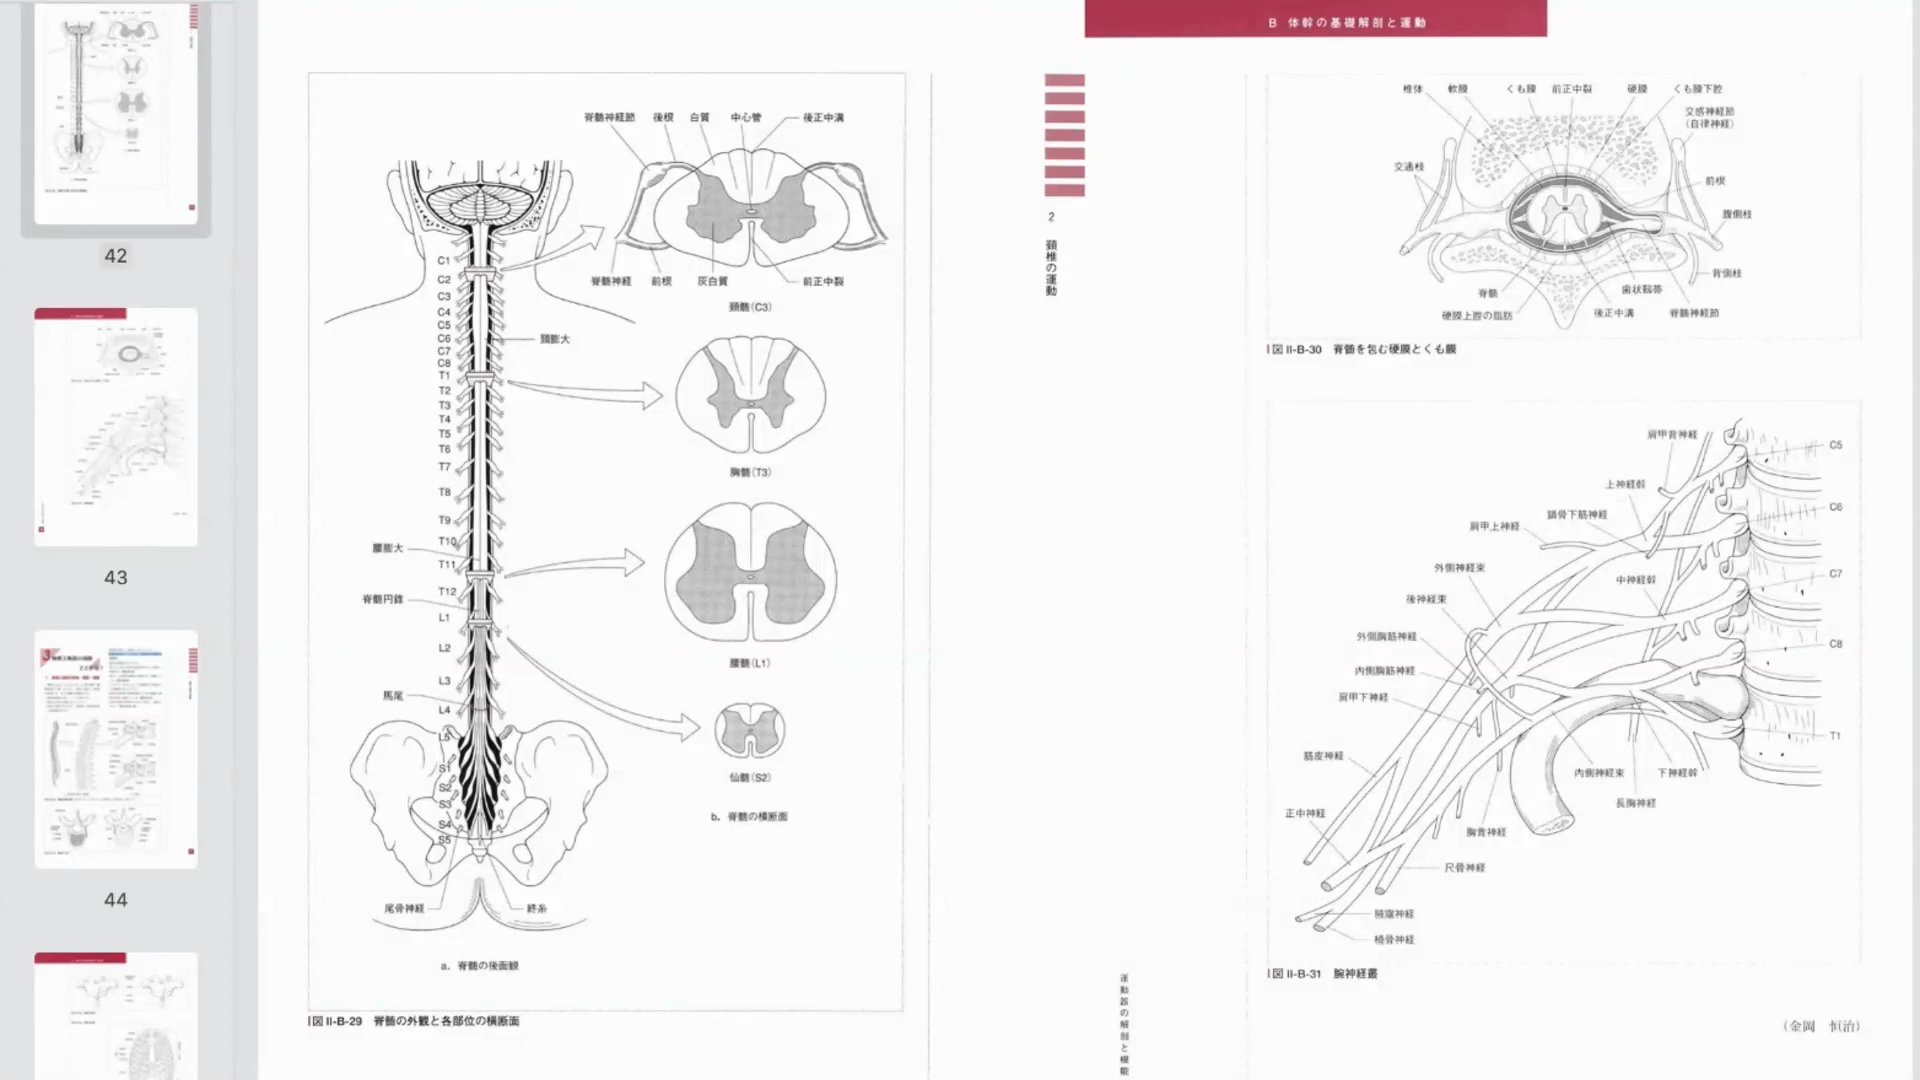 42
43
44
脊髄神経節 後根 白質 中心管 後正中溝
脊髄神経 前根 灰白質 前正中裂
頚髄(C3)
C1
C2
C3
C4
C5
C6
C7
C8
T1
T2
T3
T4
T5
T6
T7
T8
T9
T10
T11
T12
L1
L2
L3
L4
L5
S1
S2
S3
S4
S5
頚膨大
腰膨大
脊髄円錐
馬尾
尾骨神経
終糸
胸髄(T3)
腰髄(L1)
仙髄(S2)
a. 脊髄の後面観
b. 脊髄の横断面
図II-B-29 脊髄の外観と各部位の横断面
B 体幹の基礎解剖と運動
2
頚椎の運動
運動器の解剖と機能
椎体 軟膜 くも膜 前正中裂 硬膜 くも膜下腔
交感神経節
(自律神経)
交通枝
前根
腹側枝
背側枝
脊髄
歯状靱帯
硬膜上腔の脂肪
後正中溝
脊髄神経節
図II-B-30 脊髄を包む硬膜とくも膜
肩甲背神経
C5
上神経幹
C6
鎖骨下筋神経
肩甲上神経
外側神経束
C7
中神経幹
後神経束
外側胸筋神経
C8
内側胸筋神経
肩甲下神経
T1
筋皮神経
内側神経束
下神経幹
長胸神経
正中神経
胸背神経
尺骨神経
腋窩神経
橈骨神経
図II-B-31 腕神経叢
(金岡 恒治)